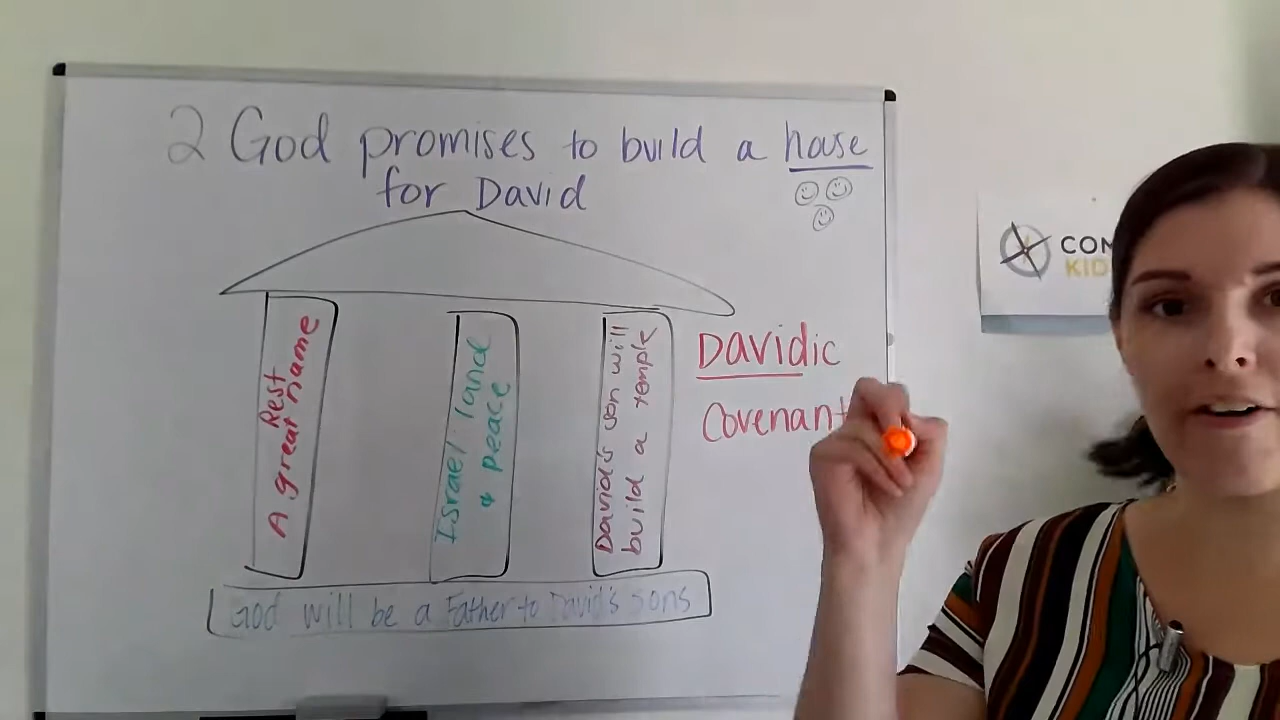 2 God promises to build a house
for David
Rest
A great name
Israel land
& peace
David's son will
build a temple
Davidic
Covenant
God will be a Father to David's sons
KID